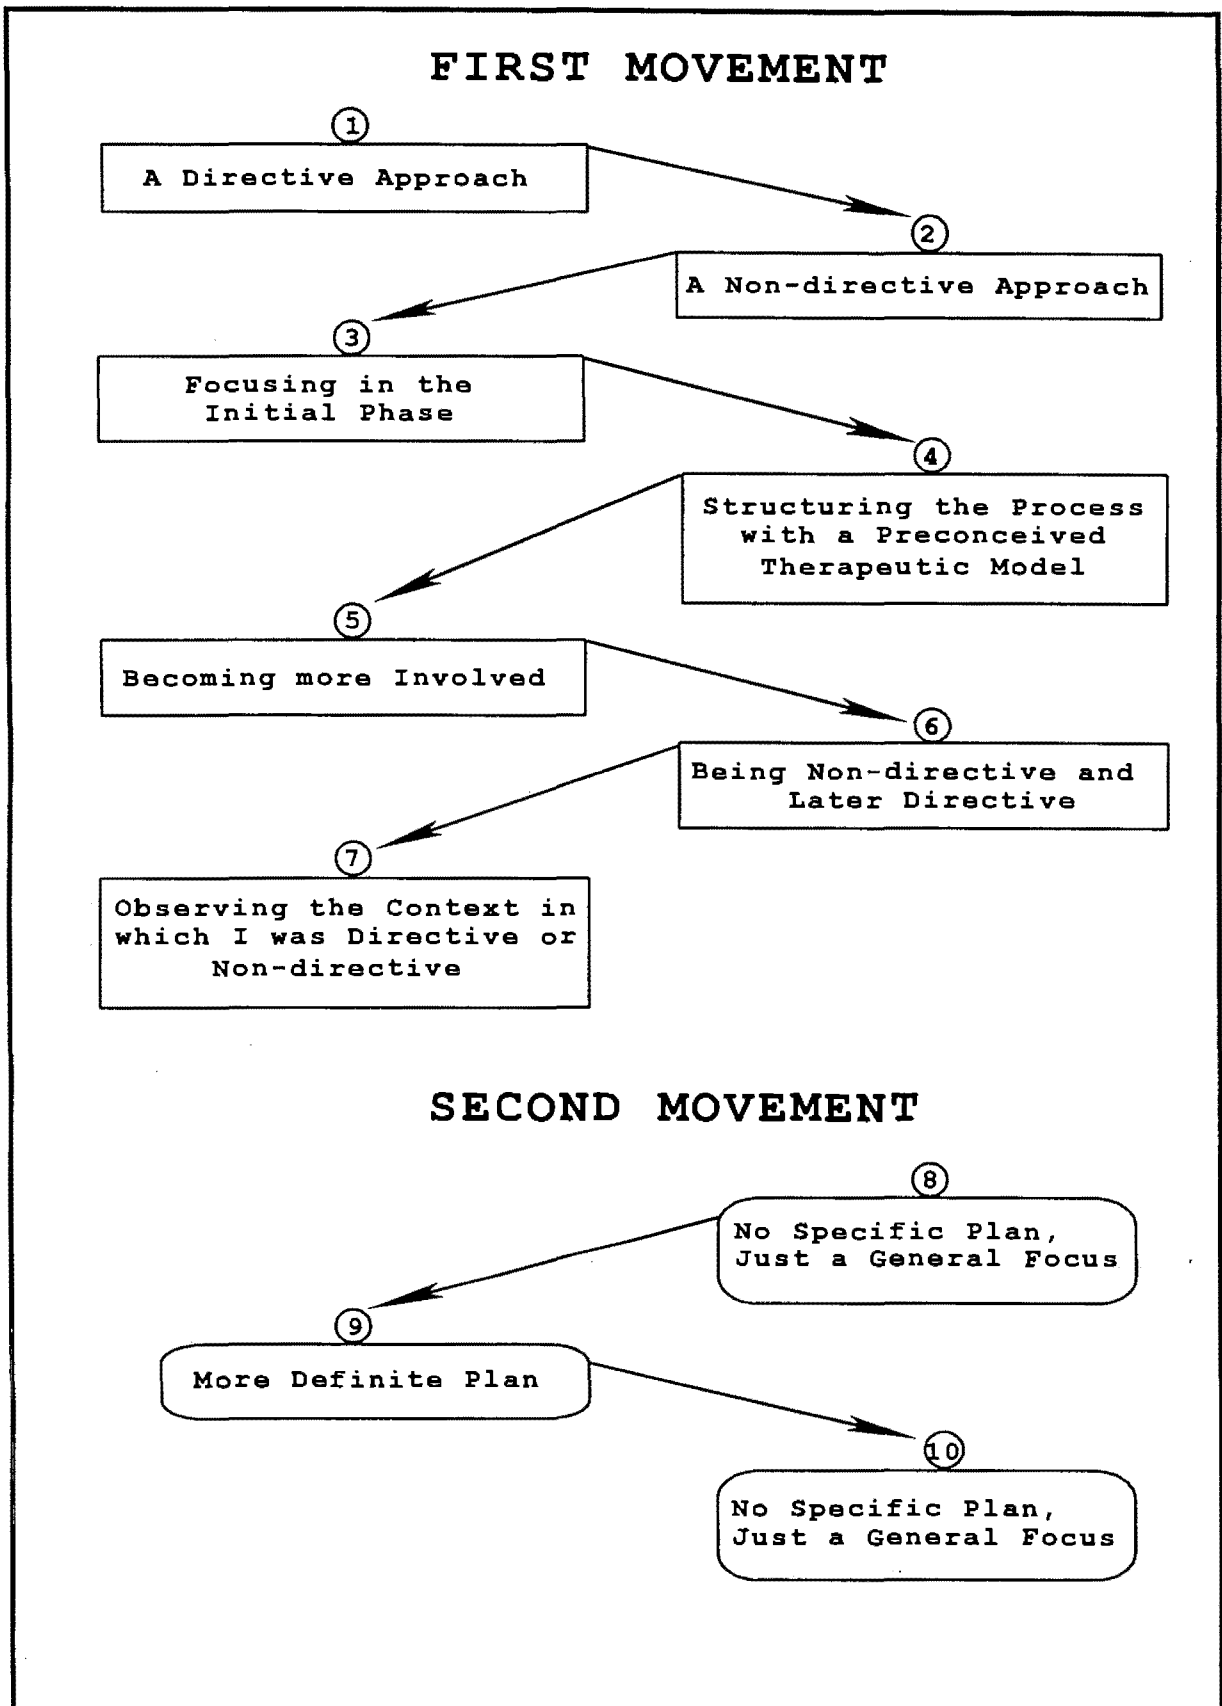 FIRST MOVEMENT
1
A Directive Approach
2
A Non-directive Approach
3
Focusing in the
Initial Phase
4
Structuring the Process
with a Preconceived
Therapeutic Model
5
Becoming more Involved
6
Being Non-directive and
Later Directive
7
Observing the Context in
which I was Directive or
Non-directive
SECOND MOVEMENT
8
No Specific Plan,
Just a General Focus
9
More Definite Plan
10
No Specific Plan,
Just a General Focus